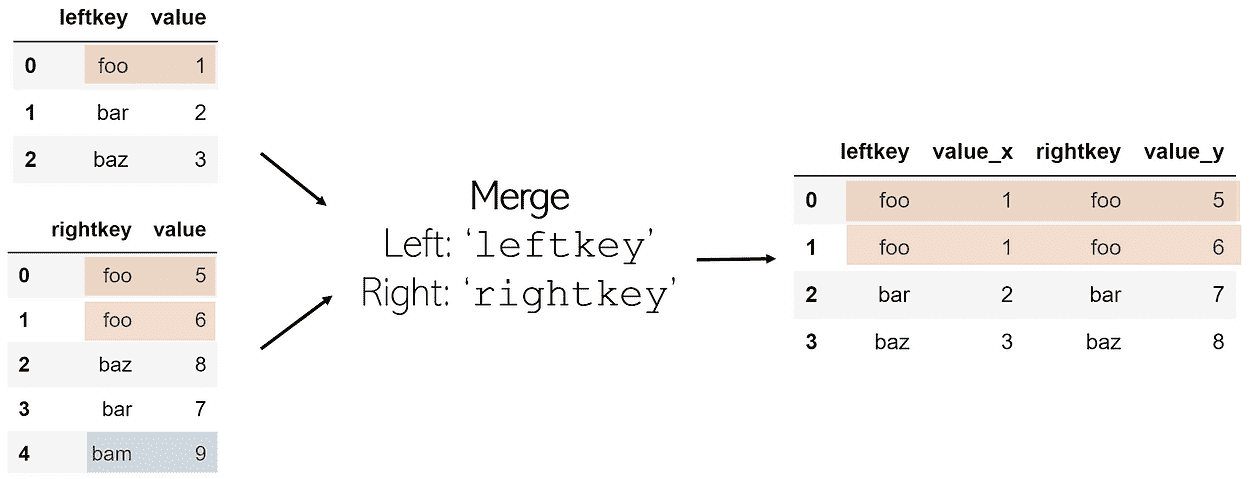 leftkey value
0 foo 1
1 bar 2
2 baz 3
rightkey value
0 foo 5
1 foo 6
2 baz 8
3 bar 7
4 bam 9
Merge
Left: ‘leftkey’
Right: ‘rightkey’
leftkey value_x rightkey value_y
0 foo 1 foo 5
1 foo 1 foo 6
2 bar 2 bar 7
3 baz 3 baz 8